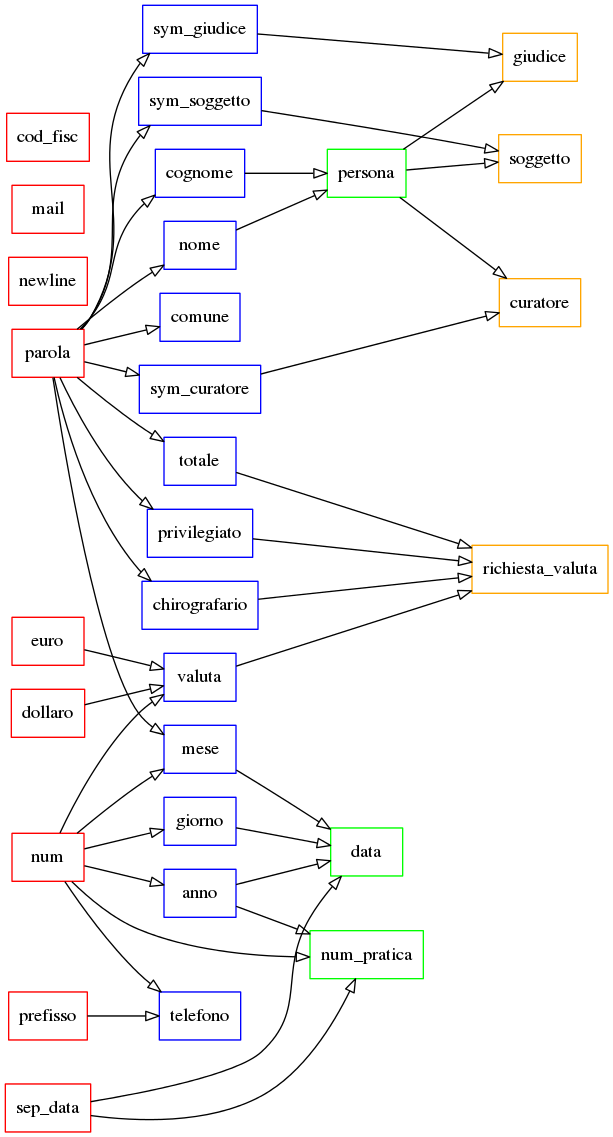 sym_giudice
giudice
sym_soggetto
cod_fisc
soggetto
cognome
persona
mail
nome
newline
curatore
comune
parola
sym_curatore
totale
privilegiato
richiesta_valuta
chirografario
euro
valuta
dollaro
mese
giorno
data
num
anno
num_pratica
prefisso
telefono
sep_data